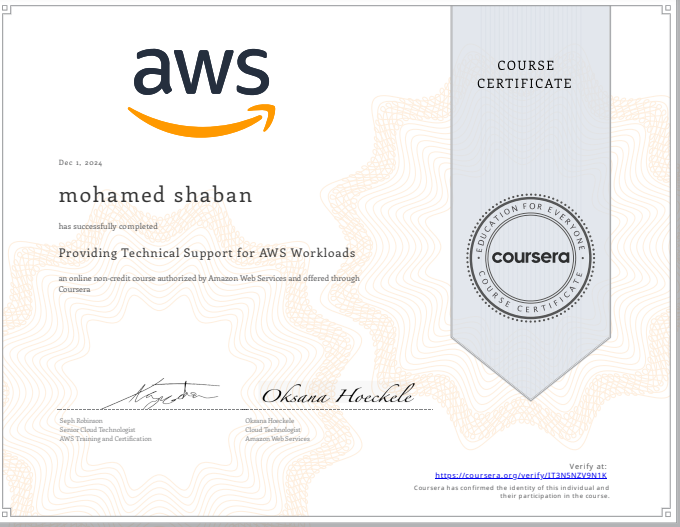 aws
COURSE
CERTIFICATE
Dec 1, 2024
mohamed shaban
has successfully completed
Providing Technical Support for AWS Workloads
an online non-credit course authorized by Amazon Web Services and offered through
Coursera
EDUCATION FOR EVERYONE
coursera
COURSE CERTIFICATE
Oksana Hoeckele
Seph Robinson
Senior Cloud Technologist
AWS Training and Certification
Oksana Hoeckele
Cloud Technologist
Amazon Web Services
Verify at:
https://coursera.org/verify/IT3N5NZV9N1K
Coursera has confirmed the identity of this individual and
their participation in the course.